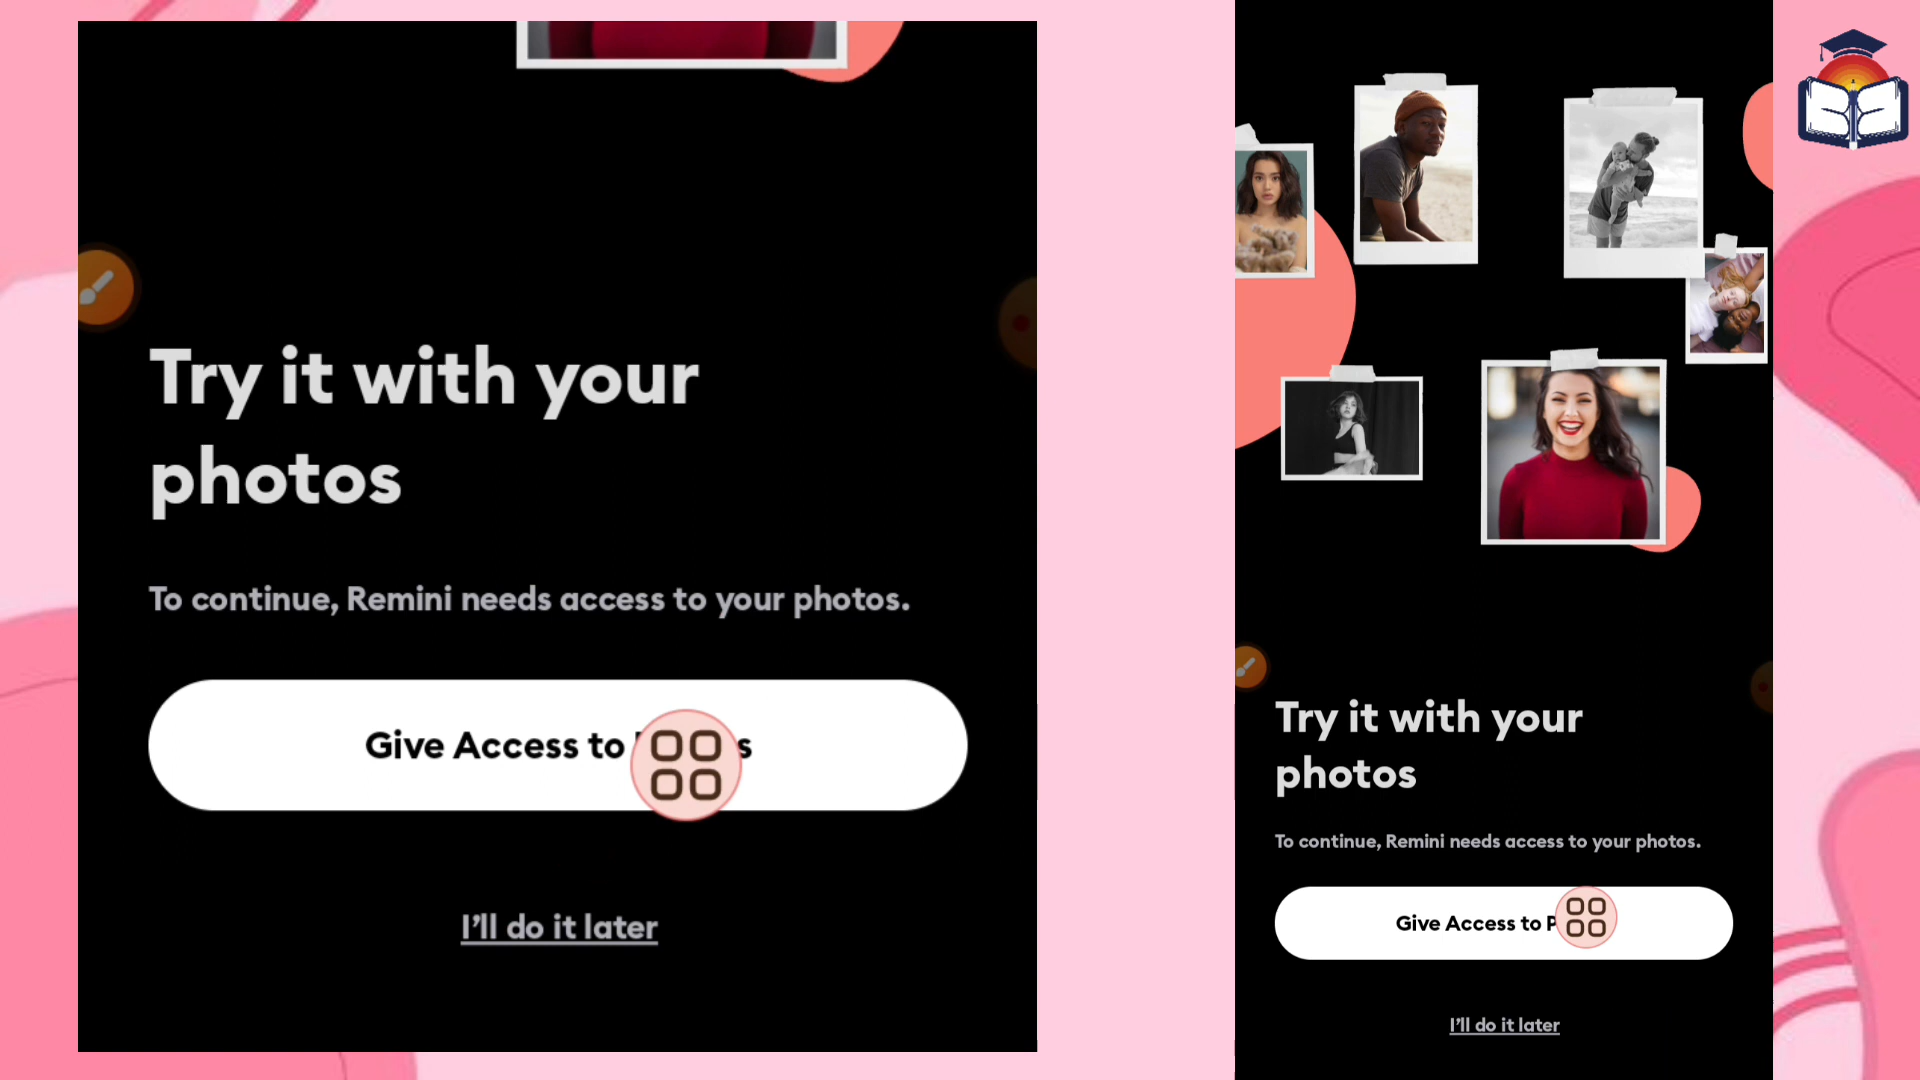 Try it with your
photos
To continue, Remini needs access to your photos.
Give Access to
I'll do it later
Try it with your
photos
To continue, Remini needs access to your photos.
Give Access to
I'll do it later